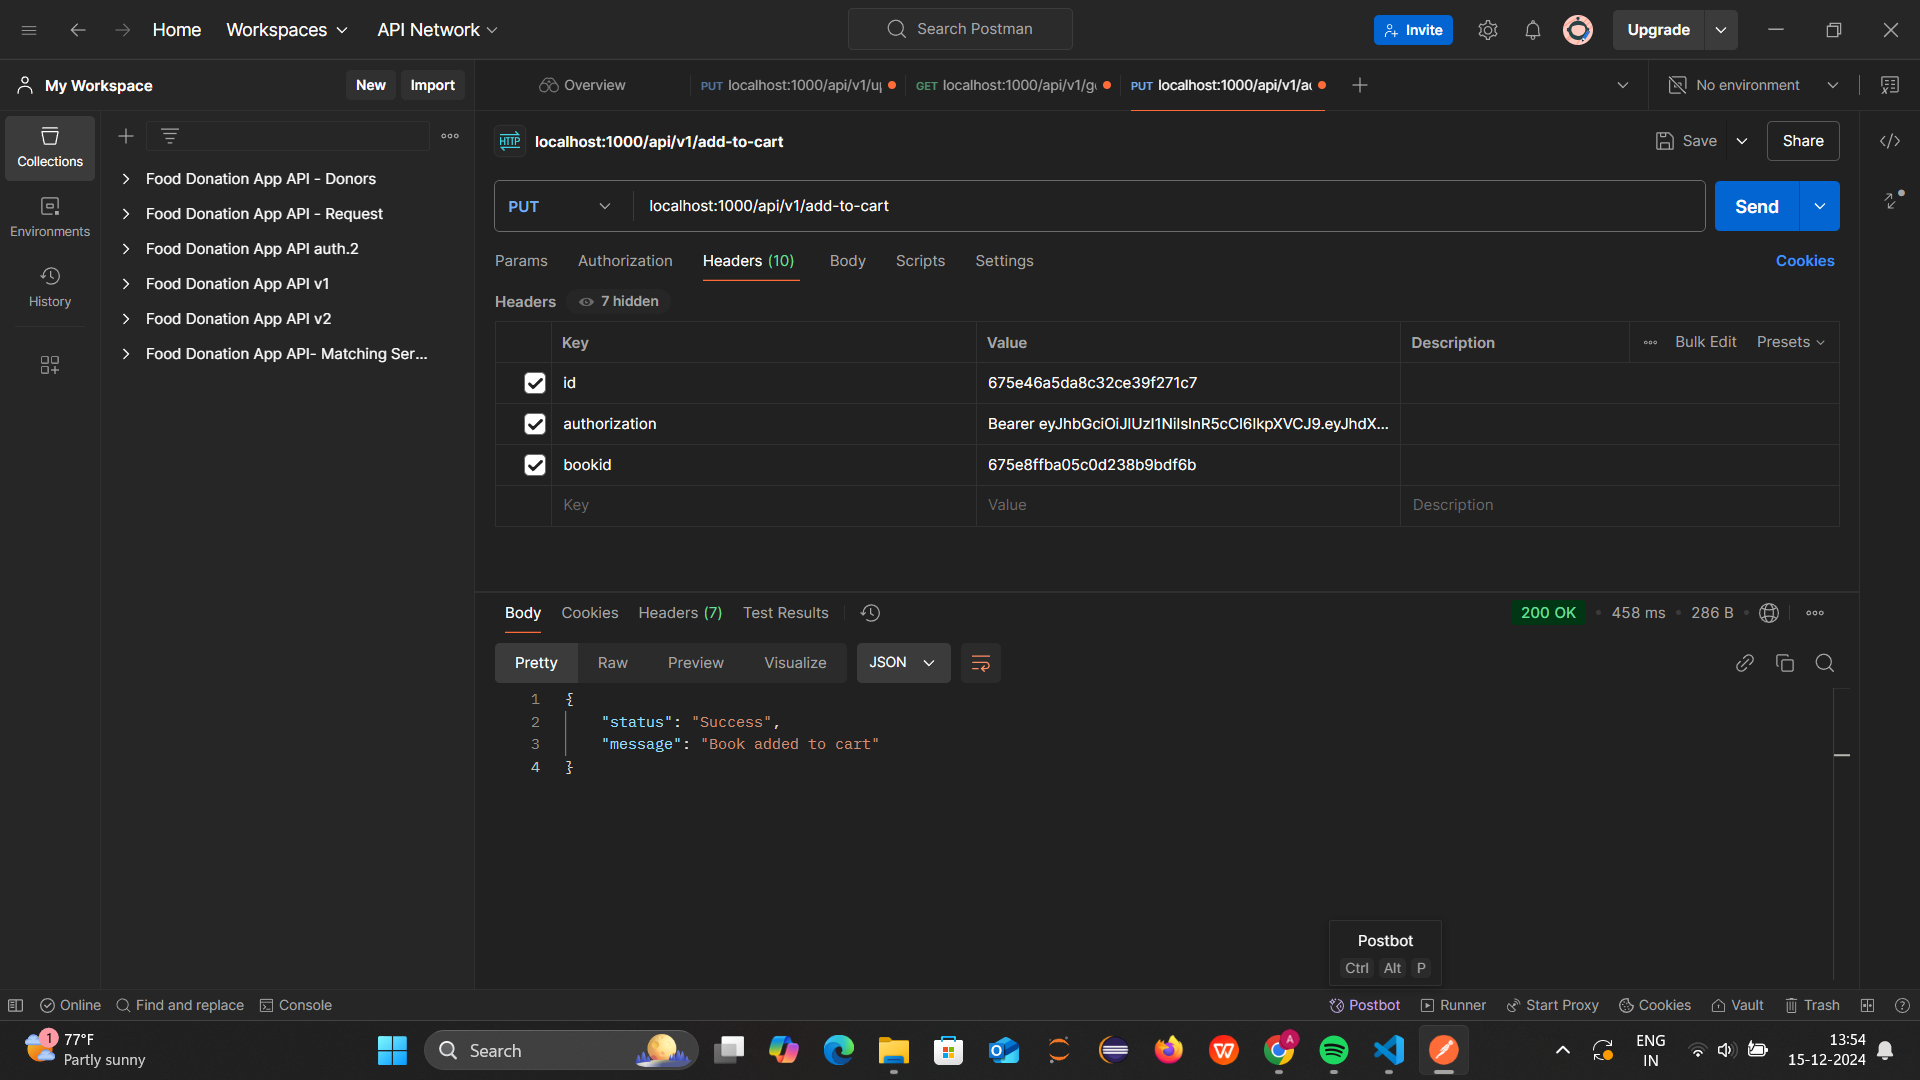 Home Workspaces API Network Search Postman Invite Upgrade
My Workspace New Import Overview PUT localhost:1000/api/v1/u GET localhost:1000/api/v1/g PUT localhost:1000/api/v1/a No environment
Collections
Environments
History
Food Donation App API - Donors
Food Donation App API - Request
Food Donation App API auth.2
Food Donation App API v1
Food Donation App API v2
Food Donation App API- Matching Ser...
HTTP localhost:1000/api/v1/add-to-cart Save Share
PUT localhost:1000/api/v1/add-to-cart Send
Params Authorization Headers (10) Body Scripts Settings Cookies
Headers 7 hidden
Key Value Description Bulk Edit Presets
id 675e46a5da8c32ce39f271c7
authorization Bearer eyJhbGciOiJIUzI1NiIsInR5cCI6IkpXVCJ9.eyJhdX...
bookid 675e8ffba05c0d238b9bdf6b
Key Value Description
Body Cookies Headers (7) Test Results 200 OK • 458 ms • 286 B
Pretty Raw Preview Visualize JSON
1 {
2 "status": "Success",
3 "message": "Book added to cart"
4 }
Postbot
Ctrl Alt P
Online Find and replace Console Postbot Runner Start Proxy Cookies Vault Trash
1 77°F
Partly sunny
Search
A
ENG
IN
13:54
15-12-2024